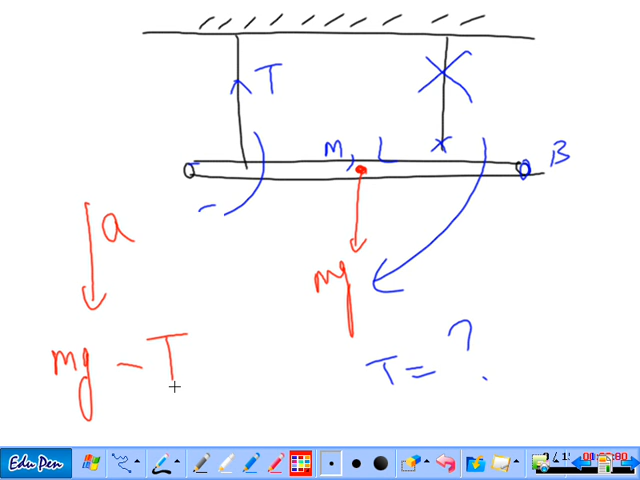 T
M, L
B
a
mg
mg - T
T = ?
Edu Pen